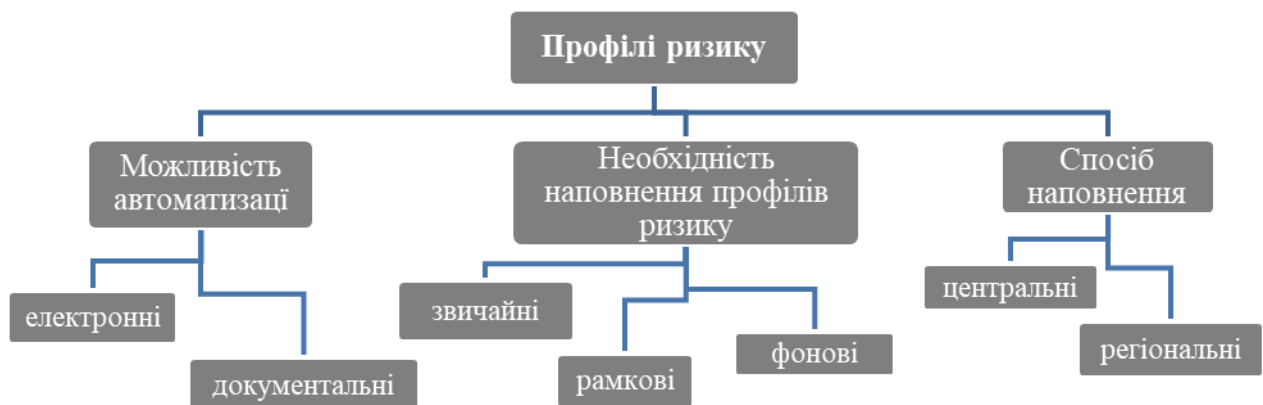 Профілі ризику
Можливість
автоматизаці
Необхідність
наповнення профілів
ризику
Спосіб
наповнення
електронні
документальні
звичайні
рамкові
фонові
центральні
регіональні